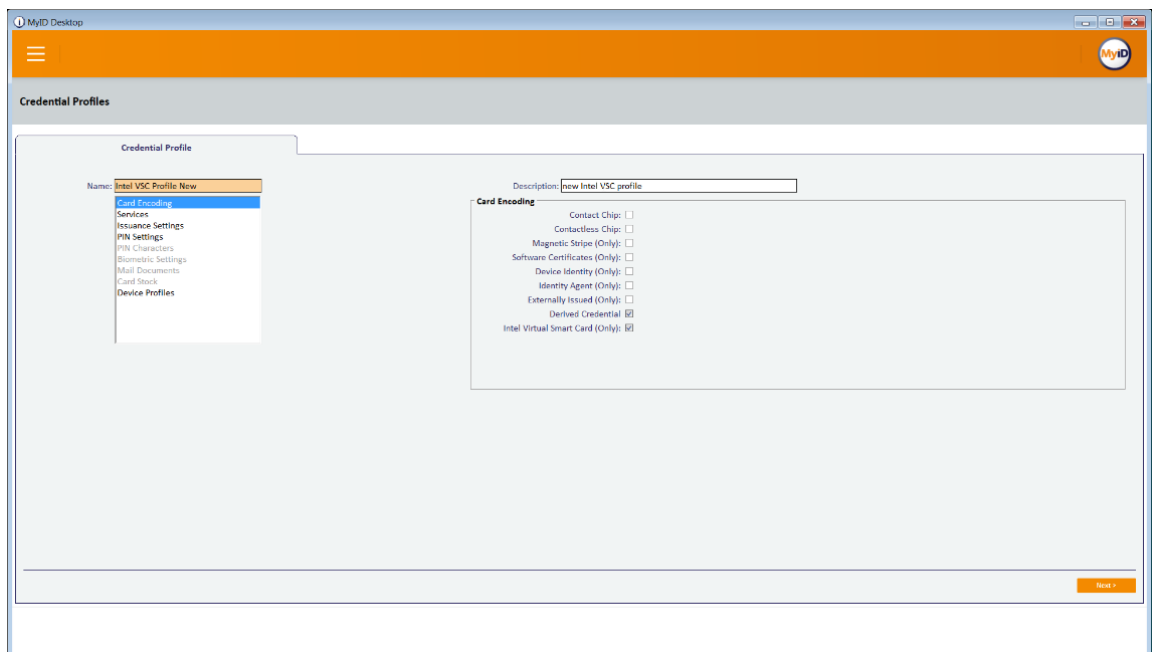 MyID Desktop
MyiD
Credential Profiles
Credential Profile
Name: Intel VSC Profile New
Description: new Intel VSC profile
Card Encoding
Services
Issuance Settings
PIN Settings
PIN Characters
Biometric Settings
Mail Documents
Card Stock
Device Profiles
Card Encoding
Contact Chip:
Contactless Chip:
Magnetic Stripe (Only):
Software Certificates (Only):
Device Identity (Only):
Identity Agent (Only):
Externally Issued (Only):
Derived Credential
Intel Virtual Smart Card (Only):
Next >